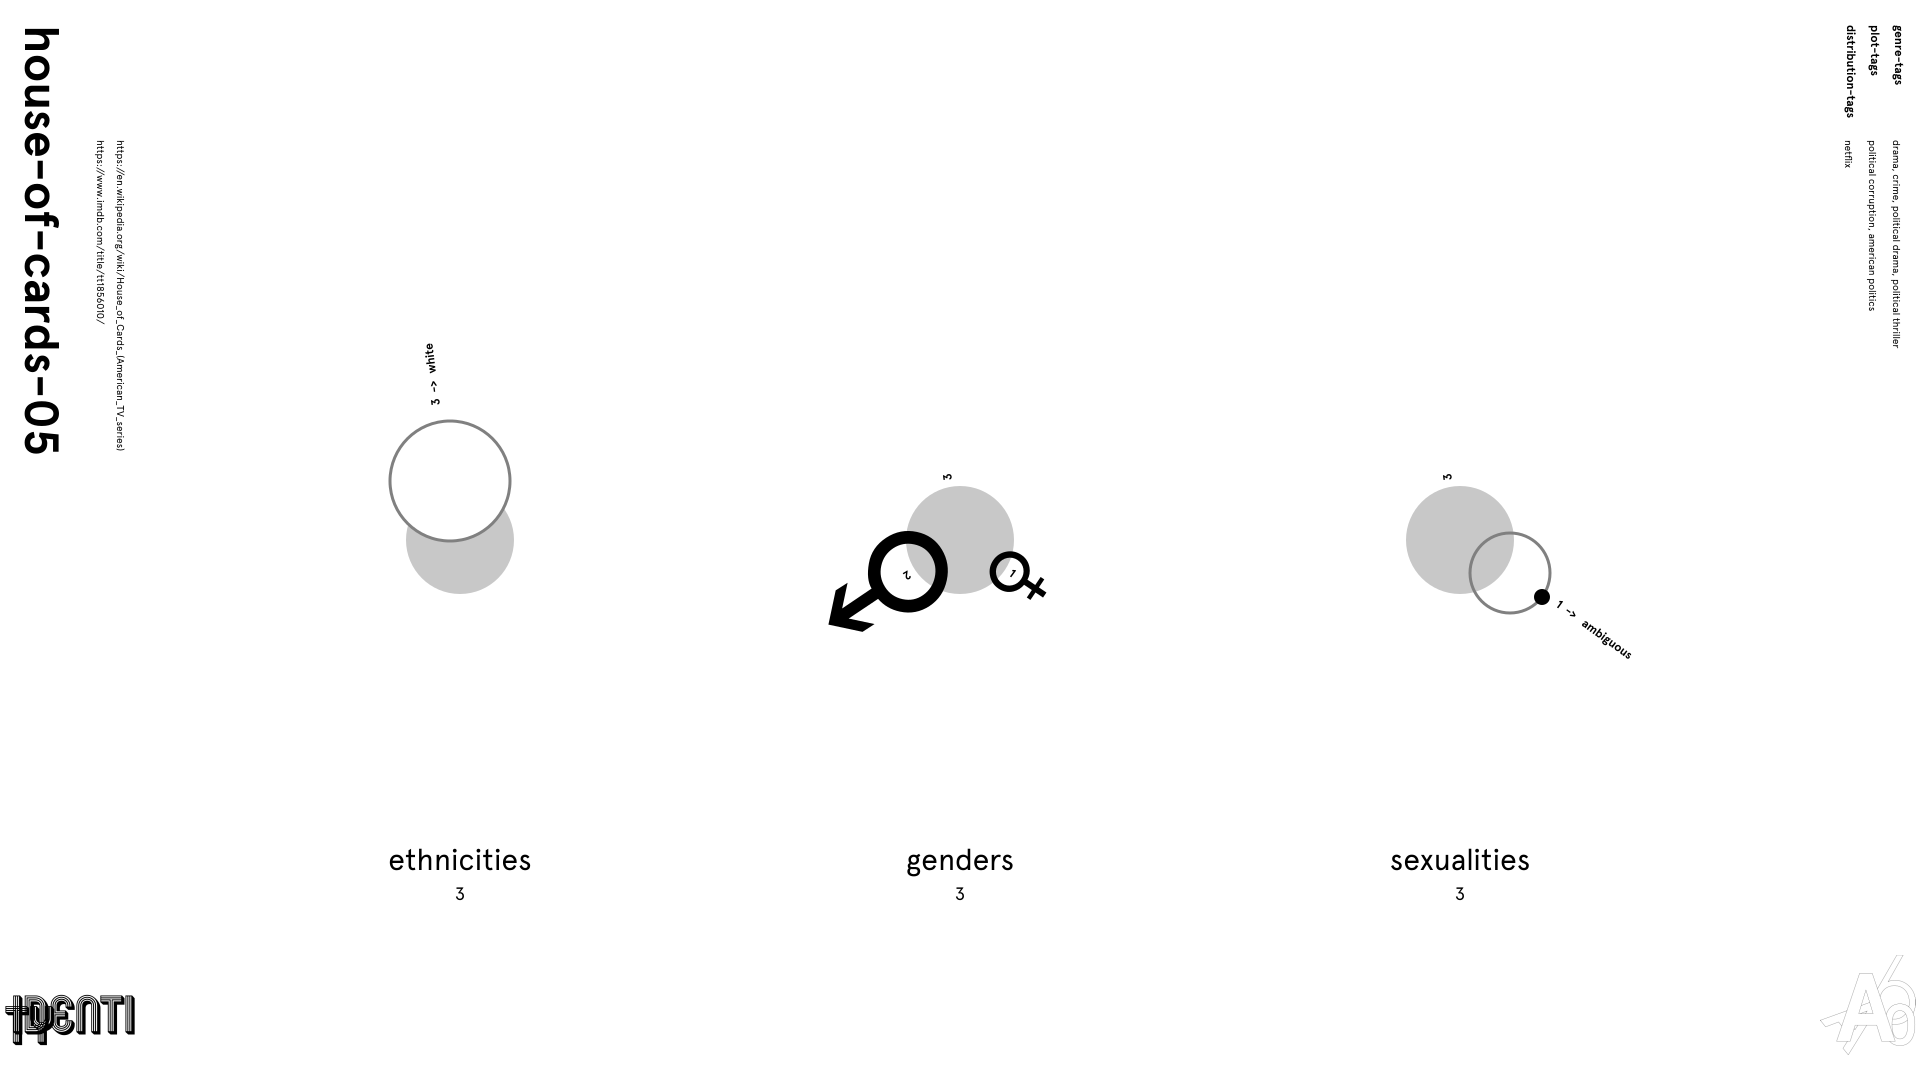 house-of-cards-05
https://en.wikipedia.org/wiki/House_of_Cards_(American_TV_series)
https://www.imdb.com/title/tt1856010/
genre-tags
drama, crime, political drama, political thriller
plot-tags
political corruption, american politics
distribution-tags
netflix
3 -> white
ethnicities
3
3
2
1
genders
3
3
1 -> ambiguous
sexualities
3
IDENTI